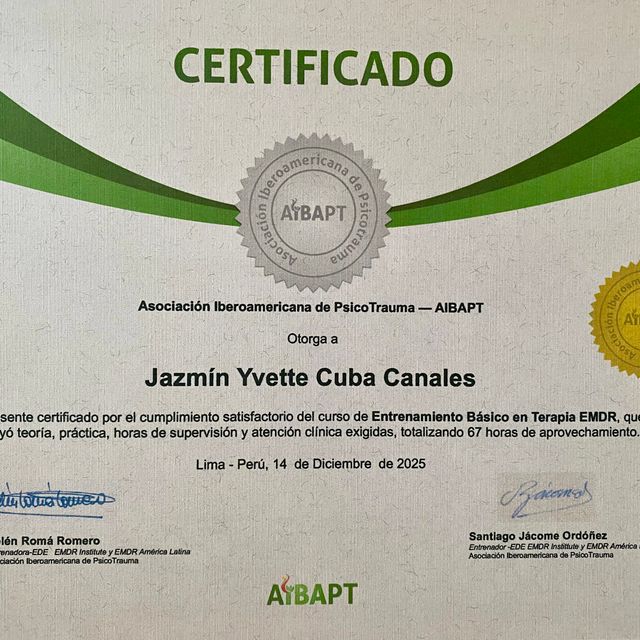 CERTIFICADO
Asociación Iberoamericana de Psicotrauma
AIBAPT
Asociación Iberoamericana de PsicoTrauma — AIBAPT
Otorga a
Jazmín Yvette Cuba Canales
sente certificado por el cumplimiento satisfactorio del curso de Entrenamiento Básico en Terapia EMDR, que
yó teoría, práctica, horas de supervisión y atención clínica exigidas, totalizando 67 horas de aprovechamiento.
Lima - Perú, 14 de Diciembre de 2025
lén Romá Romero
renadora-EDE EMDR Institute y EMDR América Latina
ociación Iberoamericana de PsicoTrauma
Santiago Jácome Ordóñez
Entrenador -EDE EMDR Institute y EMDR América
Asociación Iberoamericana de PsicoTrauma
AIBAPT